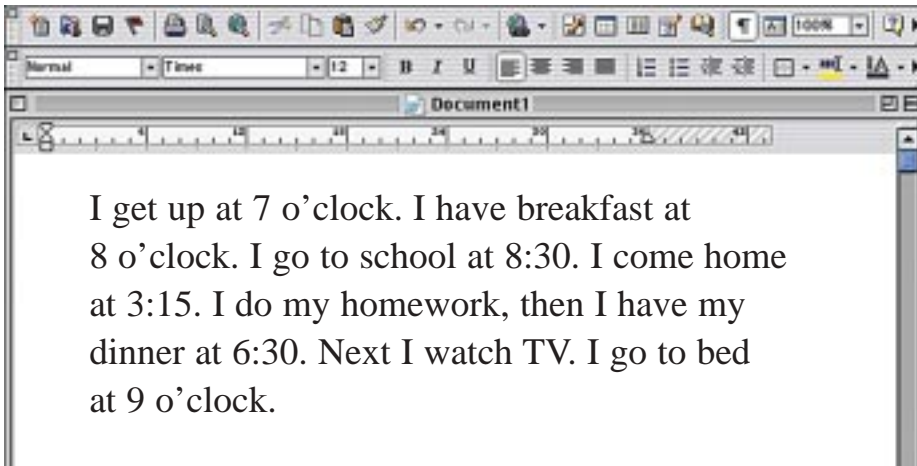 100%
Normal Times 12 B I U
Document1
I get up at 7 o’clock. I have breakfast at
8 o’clock. I go to school at 8:30. I come home
at 3:15. I do my homework, then I have my
dinner at 6:30. Next I watch TV. I go to bed
at 9 o’clock.